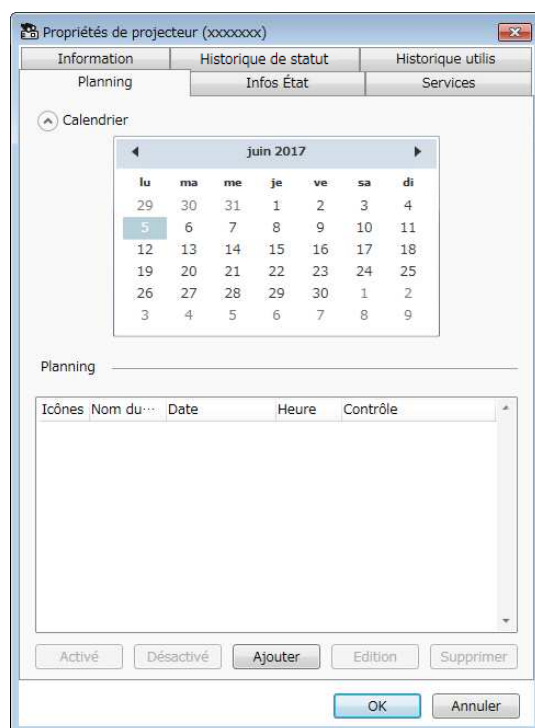 Propriétés de projecteur (xxxxxxx)
Information Historique de statut Historique utilis
Planning Infos État Services
Calendrier
juin 2017
lu ma me je ve sa di
29 30 31 1 2 3 4
5 6 7 8 9 10 11
12 13 14 15 16 17 18
19 20 21 22 23 24 25
26 27 28 29 30 1 2
3 4 5 6 7 8 9
Planning
Icônes Nom du··· Date Heure Contrôle
Activé Désactivé Ajouter Edition Supprimer
OK Annuler